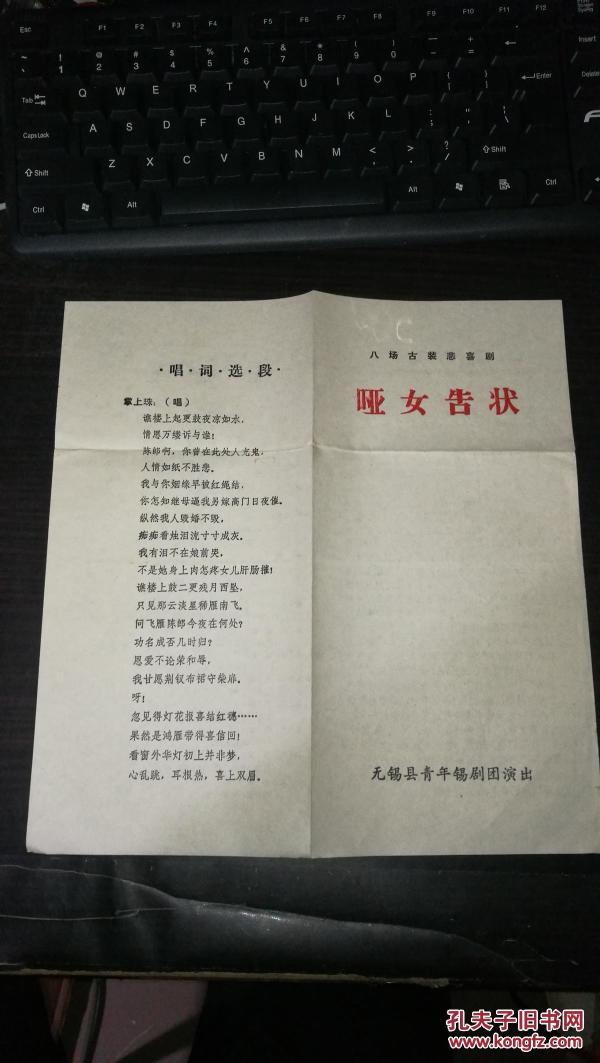 ·唱·词·选·段·
掌上珠：（唱）
谯楼上起更鼓夜凉如水，
情思万缕诉与谁！
陈郎啊，你曾在此处人尤鬼，
人情如纸不胜悲。
我与你姻缘早被红绳结，
你怎知继母逼我另嫁高门日夜催。
纵然我人毁婚不毁，
痴痴看烛泪流寸寸成灰。
我有泪不在娘前哭，
不是她身上肉怎疼女儿肝肠摧！
谯楼上鼓二更残月西坠，
只见那云淡星稀雁南飞。
问飞雁陈郎今夜在何处？
功名成否几时归？
恩爱不论荣和辱，
我甘愿荆钗布裙守柴扉。
呀！
忽见得灯花报喜结红穗……
果然是鸿雁带得喜信回！
看窗外华灯初上并非梦，
心乱跳，耳根热，喜上双眉。
八场古装悲喜剧
哑女告状
无锡县青年锡剧团演出
孔夫子旧书网
www.kongfz.com
Esc
F1
F2
F3
F4
F5
F6
F7
F8
F9
F10
F11
F12
Insert
Delete
Tab
Q W E R T Y U I O P
Enter
Caps Lock
A S D F G H J K L
Shift
Z X C V B N M
Shift
Ctrl
Alt
Alt
Ctrl